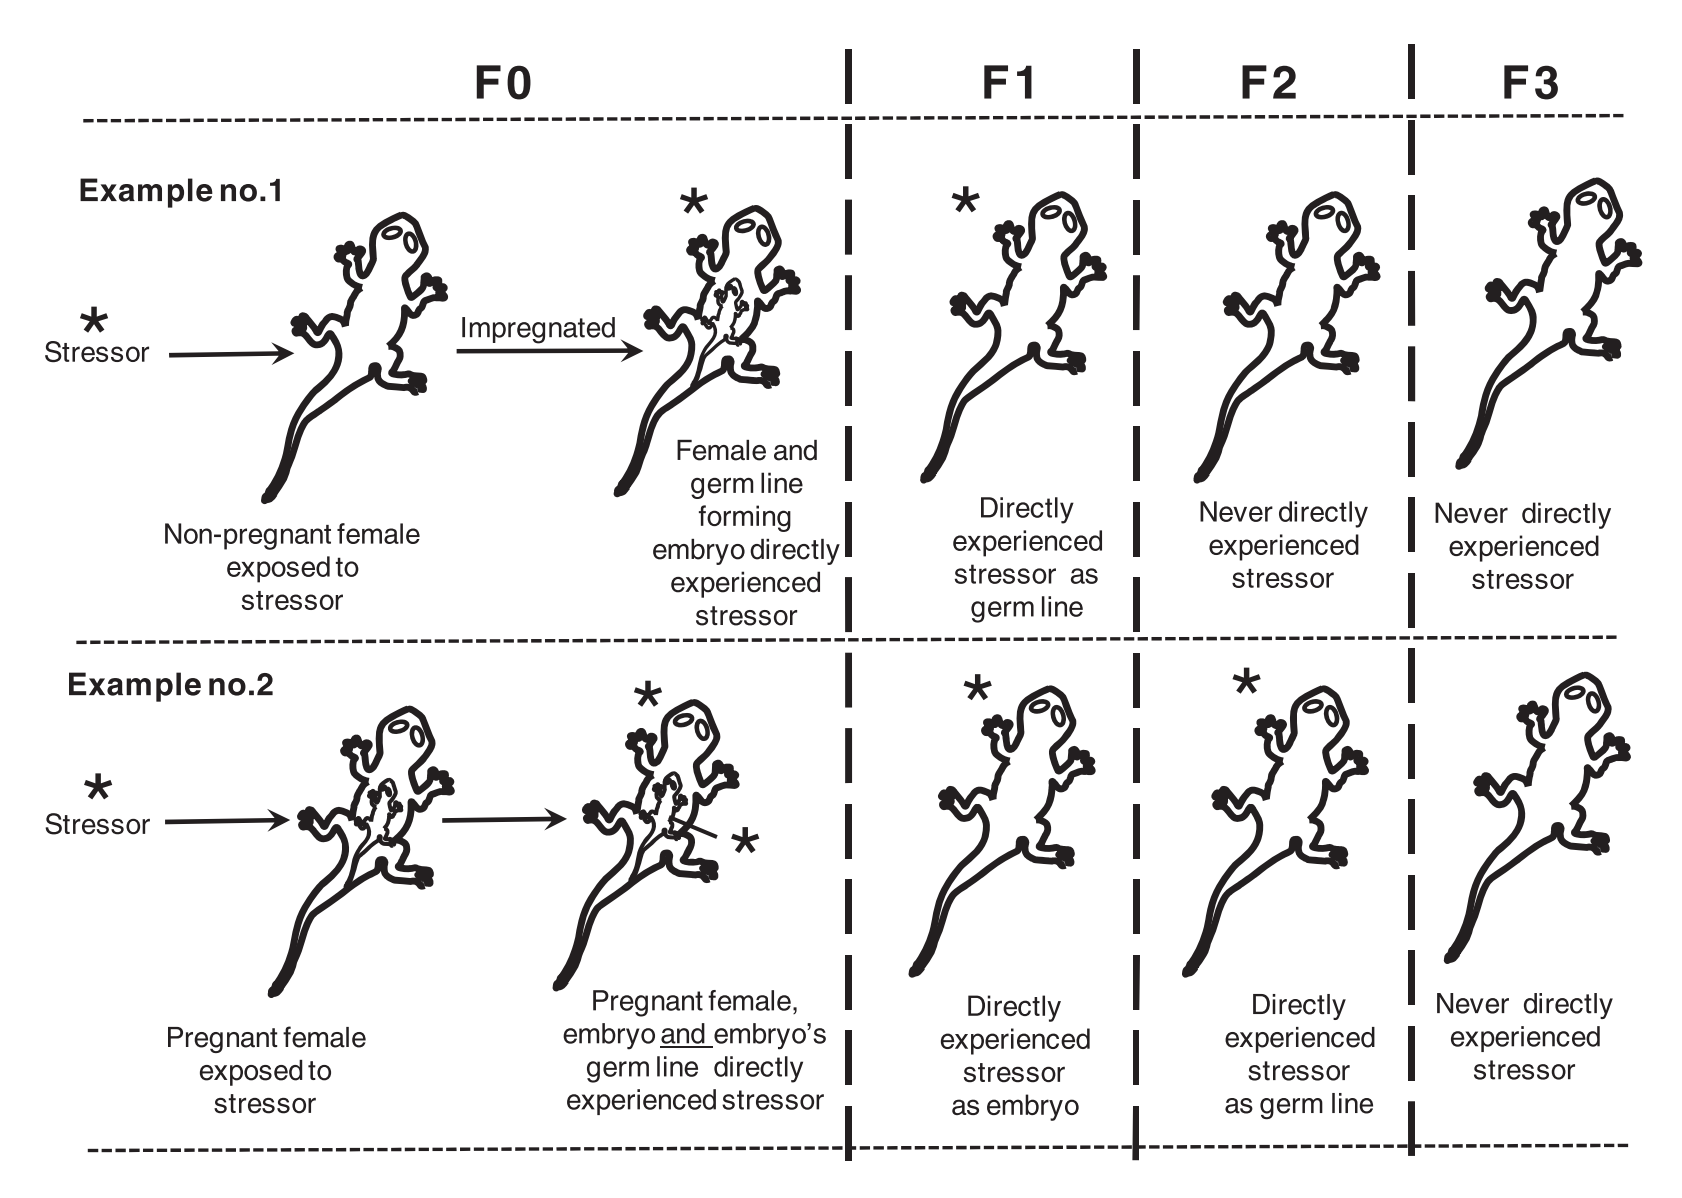 F0
F1
F2
F3
Example no.1
*
*
*
Stressor
Impregnated
Non-pregnant female
exposed to
stressor
Female and
germ line
forming
embryo directly
experienced
stressor
Directly
experienced
stressor as
germ line
Never directly
experienced
stressor
Never directly
experienced
stressor
Example no.2
*
*
*
*
Stressor
*
Pregnant female
exposed to
stressor
Pregnant female,
embryo and embryo's
germ line directly
experienced stressor
Directly
experienced
stressor
as embryo
Directly
experienced
stressor
as germ line
Never directly
experienced
stressor